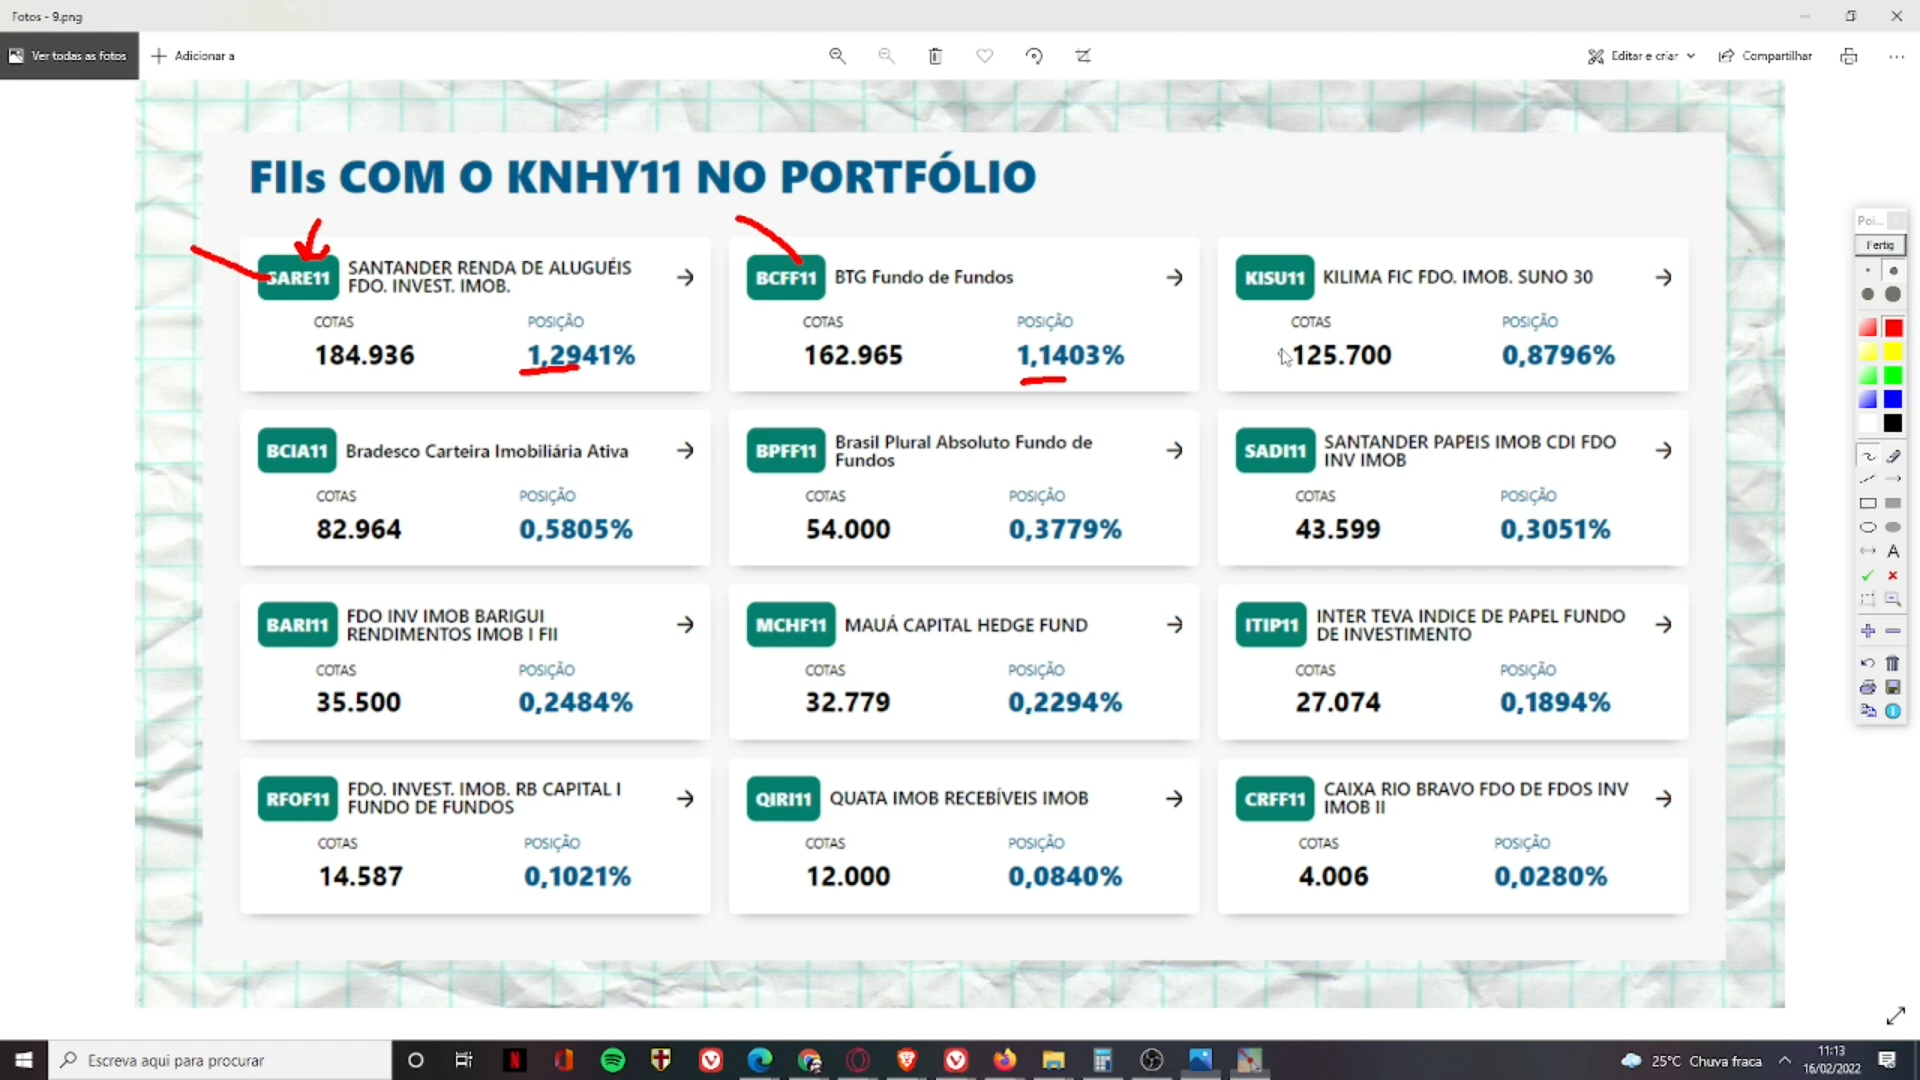 Fotos - 9.png
Ver todas as fotos
Adicionar a
Editar e criar
Compartilhar
FIIs COM O KNHY11 NO PORTFÓLIO
SARE11
SANTANDER RENDA DE ALUGUÉIS
FDO. INVEST. IMOB.
COTAS
POSIÇÃO
184.936
1,2941%
BCFF11
BTG Fundo de Fundos
COTAS
POSIÇÃO
162.965
1,1403%
KISU11
KILIMA FIC FDO. IMOB. SUNO 30
COTAS
POSIÇÃO
125.700
0,8796%
BCIA11
Bradesco Carteira Imobiliária Ativa
COTAS
POSIÇÃO
82.964
0,5805%
BPFF11
Brasil Plural Absoluto Fundo de
Fundos
COTAS
POSIÇÃO
54.000
0,3779%
SADI11
SANTANDER PAPEIS IMOB CDI FDO
INV IMOB
COTAS
POSIÇÃO
43.599
0,3051%
BARI11
FDO INV IMOB BARIGUI
RENDIMENTOS IMOB I FII
COTAS
POSIÇÃO
35.500
0,2484%
MCHF11
MAUÁ CAPITAL HEDGE FUND
COTAS
POSIÇÃO
32.779
0,2294%
ITIP11
INTER TEVA INDICE DE PAPEL FUNDO
DE INVESTIMENTO
COTAS
POSIÇÃO
27.074
0,1894%
RFOF11
FDO. INVEST. IMOB. RB CAPITAL I
FUNDO DE FUNDOS
COTAS
POSIÇÃO
14.587
0,1021%
QIRI11
QUATA IMOB RECEBÍVEIS IMOB
COTAS
POSIÇÃO
12.000
0,0840%
CRFF11
CAIXA RIO BRAVO FDO DE FDOS INV
IMOB II
COTAS
POSIÇÃO
4.006
0,0280%
Poi...
Fertig
A
Escreva aqui para procurar
25°C Chuva fraca
11:13
16/02/2022